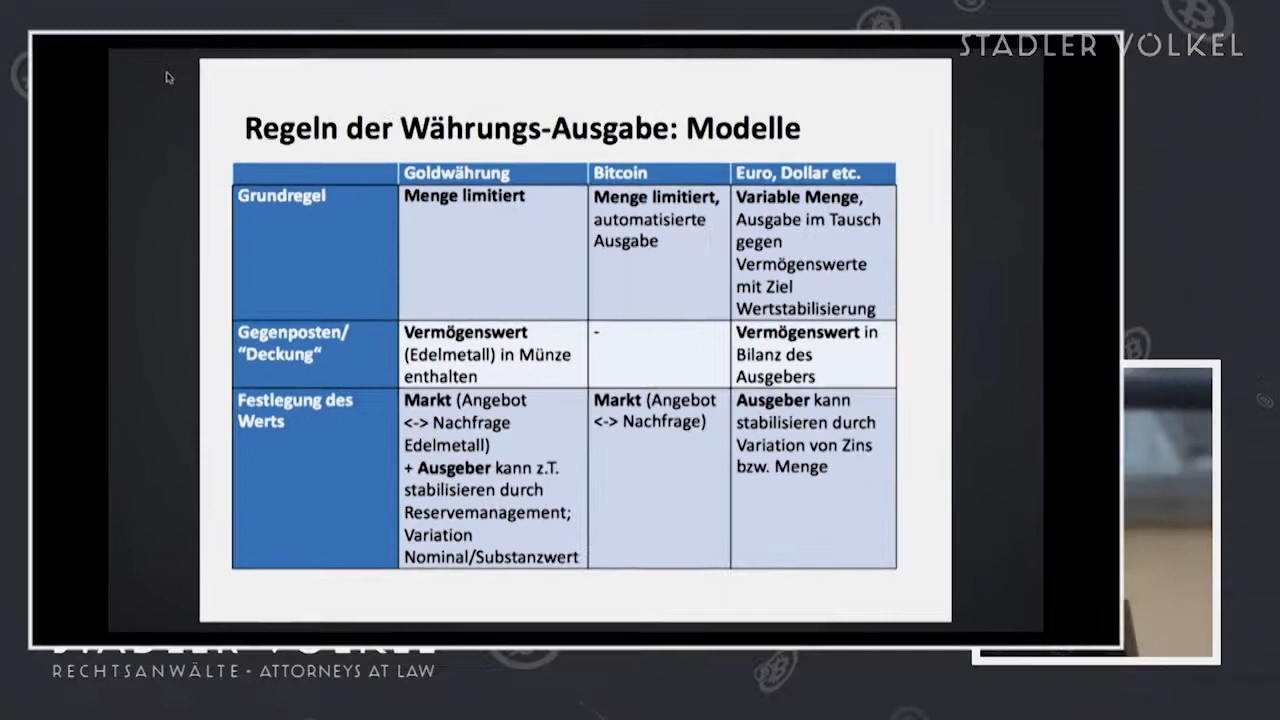 STADLER VÖLKEL
Regeln der Währungs-Ausgabe: Modelle
Goldwährung
Bitcoin
Euro, Dollar etc.
Grundregel
Menge limitiert
Menge limitiert,
automatisierte
Ausgabe
Variable Menge,
Ausgabe im Tausch
gegen
Vermögenswerte
mit Ziel
Wertstabilisierung
Gegenposten/
"Deckung"
Vermögenswert
(Edelmetall) in Münze
enthalten
-
Vermögenswert in
Bilanz des
Ausgebers
Festlegung des
Werts
Markt (Angebot
<-> Nachfrage
Edelmetall)
+ Ausgeber kann z.T.
stabilisieren durch
Reservemanagement;
Variation
Nominal/Substanzwert
Markt (Angebot
<-> Nachfrage)
Ausgeber kann
stabilisieren durch
Variation von Zins
bzw. Menge
RECHTSANWÄLTE - ATTORNEYS AT LAW